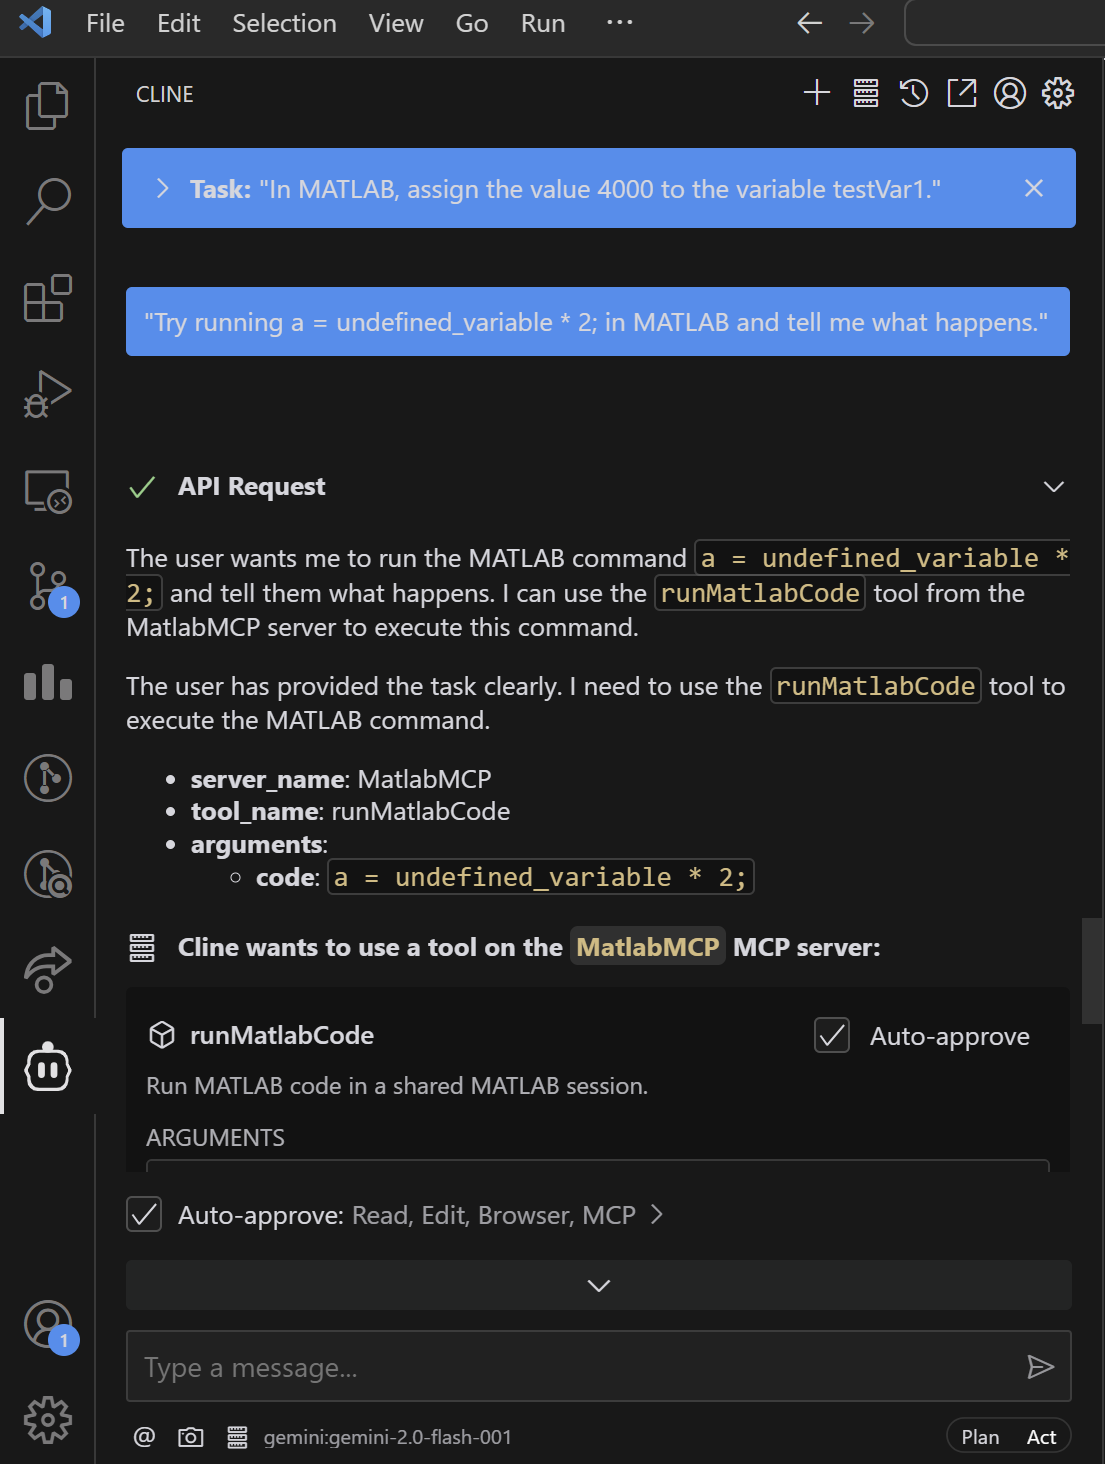 File Edit Selection View Go Run ...
CLINE
Task: "In MATLAB, assign the value 4000 to the variable testVar1."
"Try running a = undefined_variable * 2; in MATLAB and tell me what happens."
API Request
The user wants me to run the MATLAB command a = undefined_variable *
2; and tell them what happens. I can use the runMatlabCode tool from the
MatlabMCP server to execute this command.
The user has provided the task clearly. I need to use the runMatlabCode tool to
execute the MATLAB command.
• server_name: MatlabMCP
• tool_name: runMatlabCode
• arguments:
◦ code: a = undefined_variable * 2;
Cline wants to use a tool on the MatlabMCP MCP server:
runMatlabCode Auto-approve
Run MATLAB code in a shared MATLAB session.
ARGUMENTS
Auto-approve: Read, Edit, Browser, MCP
Type a message...
@ gemini:gemini-2.0-flash-001 Plan Act
1
1